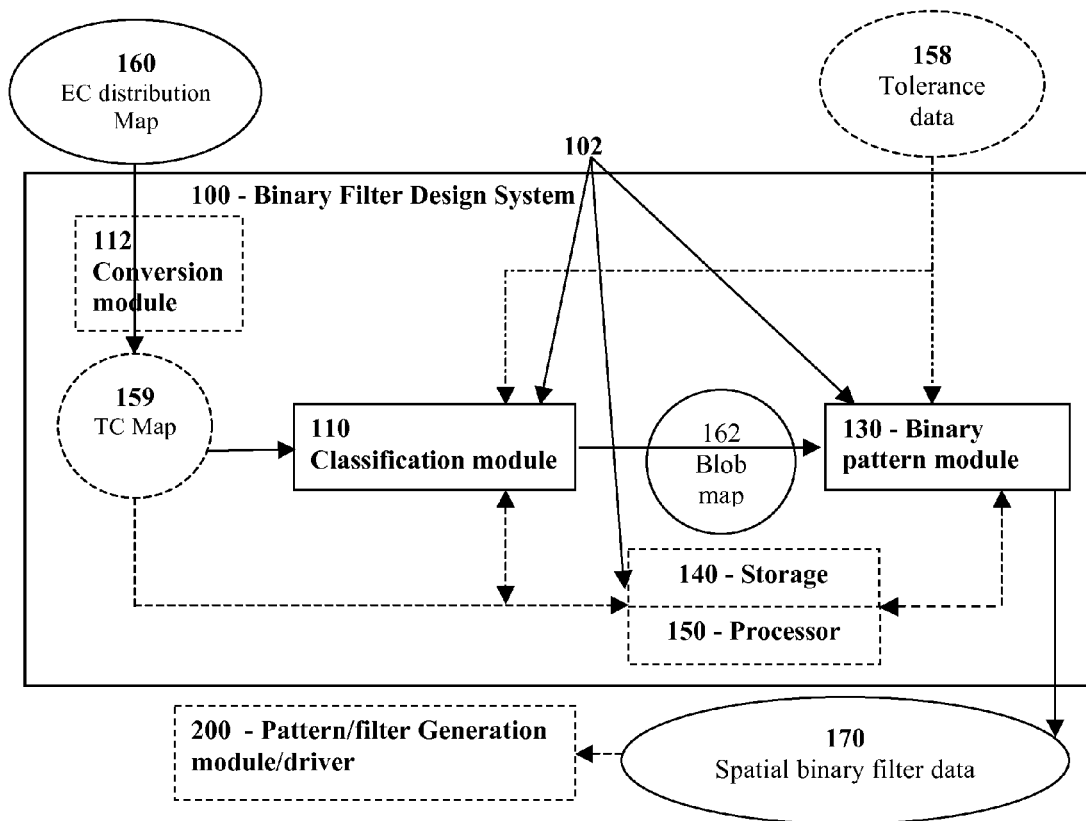 160
EC distribution
Map
158
Tolerance
data
102
100 - Binary Filter Design System
112
Conversion
module
159
TC Map
110
Classification module
162
Blob
map
130 - Binary
pattern module
140 - Storage
150 - Processor
200 - Pattern/filter Generation
module/driver
170
Spatial binary filter data